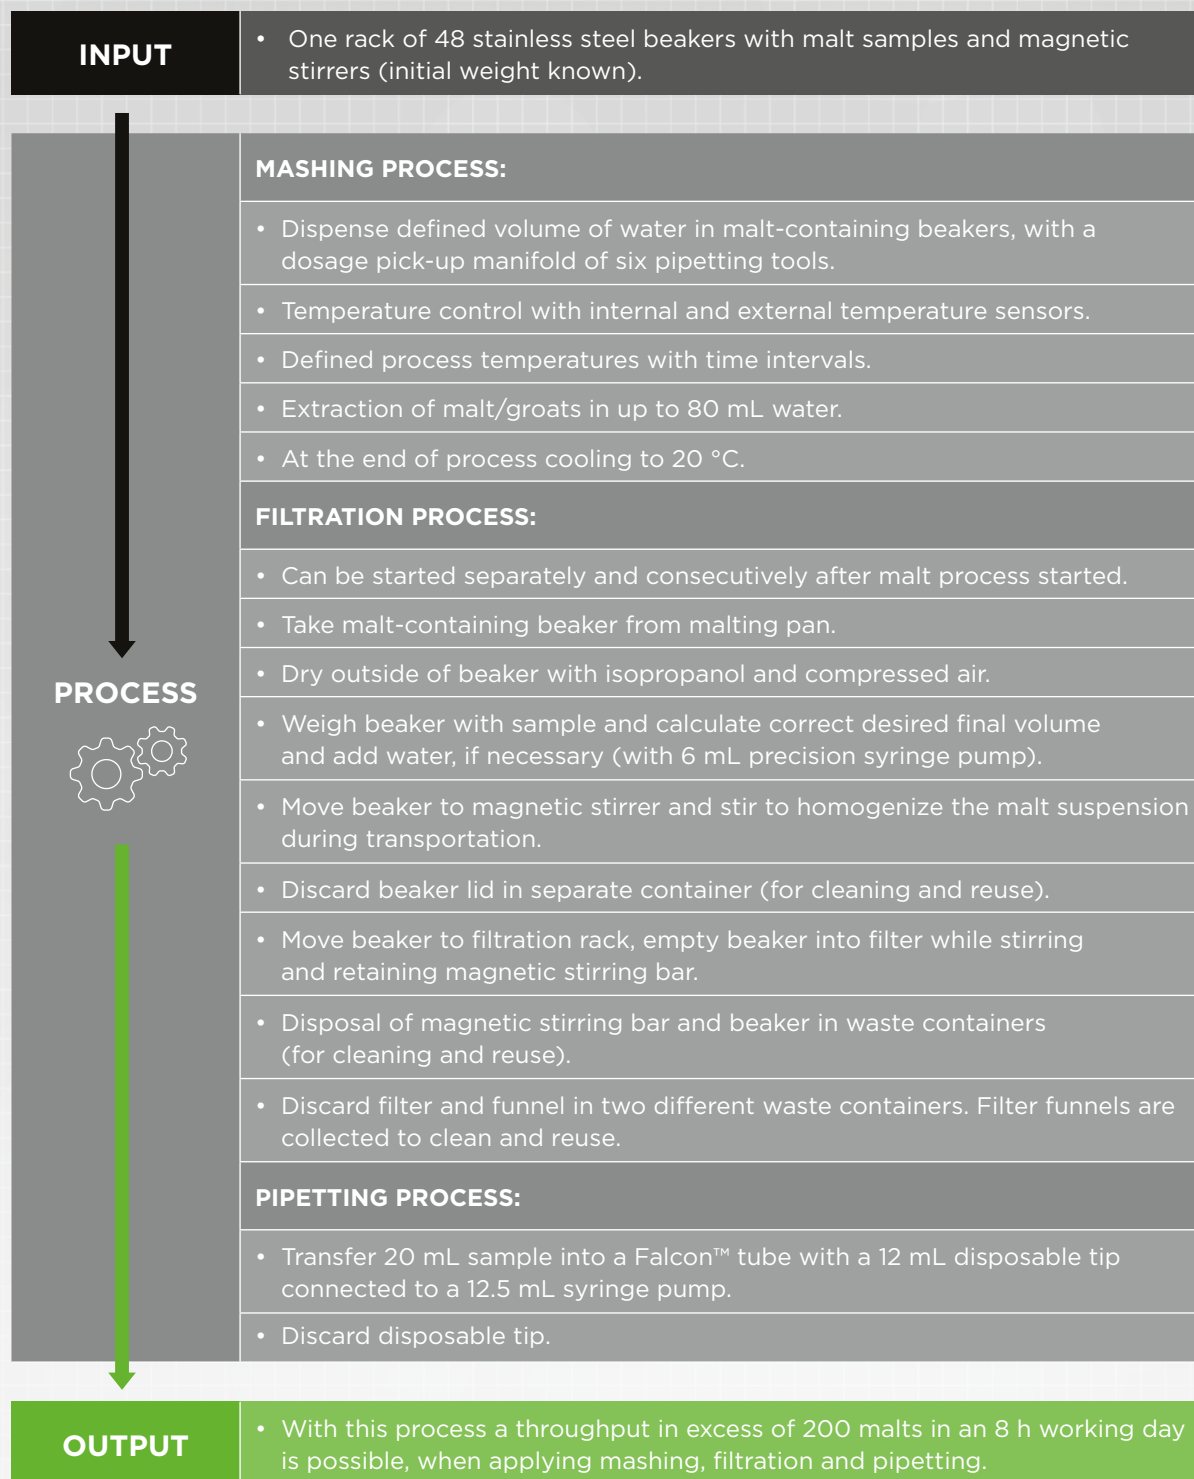 INPUT
• One rack of 48 stainless steel beakers with malt samples and magnetic
stirrers (initial weight known).
MASHING PROCESS:
• Dispense defined volume of water in malt-containing beakers, with a
dosage pick-up manifold of six pipetting tools.
• Temperature control with internal and external temperature sensors.
• Defined process temperatures with time intervals.
• Extraction of malt/groats in up to 80 mL water.
• At the end of process cooling to 20 °C.
FILTRATION PROCESS:
• Can be started separately and consecutively after malt process started.
• Take malt-containing beaker from malting pan.
• Dry outside of beaker with isopropanol and compressed air.
PROCESS
• Weigh beaker with sample and calculate correct desired final volume
and add water, if necessary (with 6 mL precision syringe pump).
• Move beaker to magnetic stirrer and stir to homogenize the malt suspension
during transportation.
• Discard beaker lid in separate container (for cleaning and reuse).
• Move beaker to filtration rack, empty beaker into filter while stirring
and retaining magnetic stirring bar.
• Disposal of magnetic stirring bar and beaker in waste containers
(for cleaning and reuse).
• Discard filter and funnel in two different waste containers. Filter funnels are
collected to clean and reuse.
PIPETTING PROCESS:
• Transfer 20 mL sample into a Falcon™ tube with a 12 mL disposable tip
connected to a 12.5 mL syringe pump.
• Discard disposable tip.
OUTPUT
• With this process a throughput in excess of 200 malts in an 8 h working day
is possible, when applying mashing, filtration and pipetting.